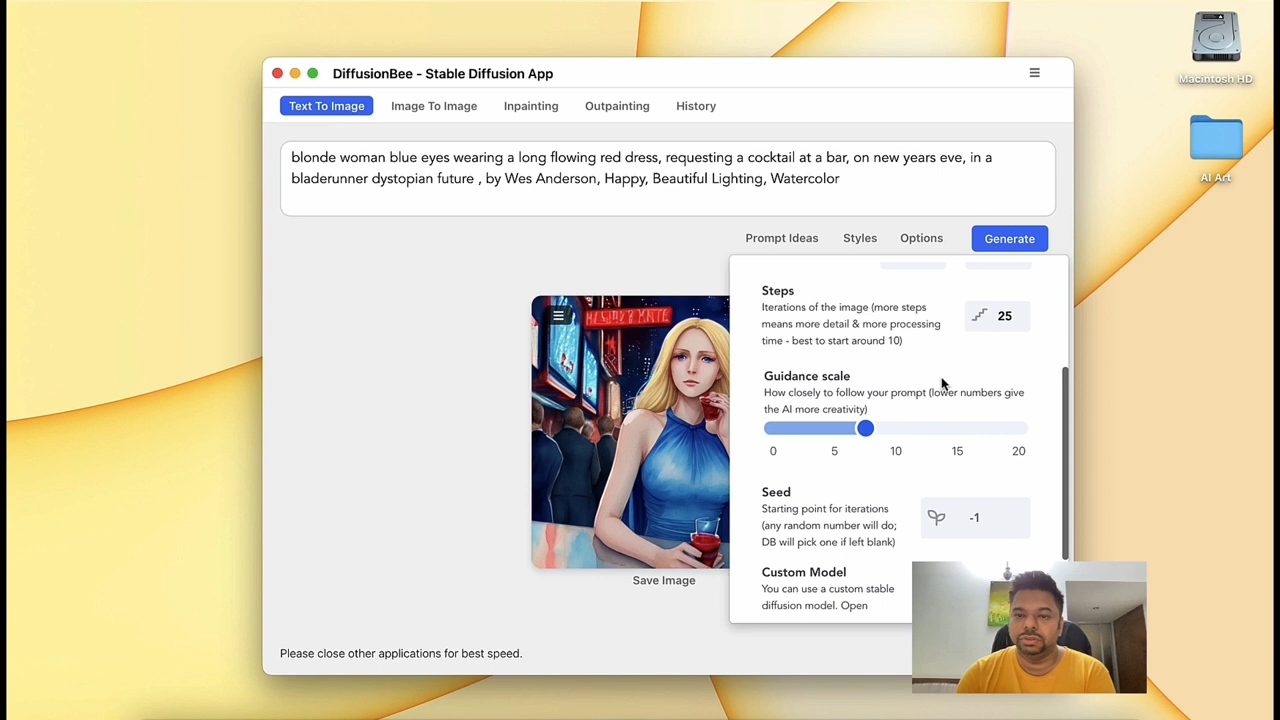 DiffusionBee - Stable Diffusion App
Macintosh HD
AI Art
Text To Image
Image To Image
Inpainting
Outpainting
History
blonde woman blue eyes wearing a long flowing red dress, requesting a cocktail at a bar, on new years eve, in a
bladerunner dystopian future , by Wes Anderson, Happy, Beautiful Lighting, Watercolor
Prompt Ideas
Styles
Options
Generate
Steps
Iterations of the image (more steps
means more detail & more processing
time - best to start around 10)
25
Guidance scale
How closely to follow your prompt (lower numbers give
the AI more creativity)
0 5 10 15 20
Seed
Starting point for iterations
(any random number will do;
DB will pick one if left blank)
-1
Custom Model
You can use a custom stable
diffusion model. Open
Save Image
Please close other applications for best speed.